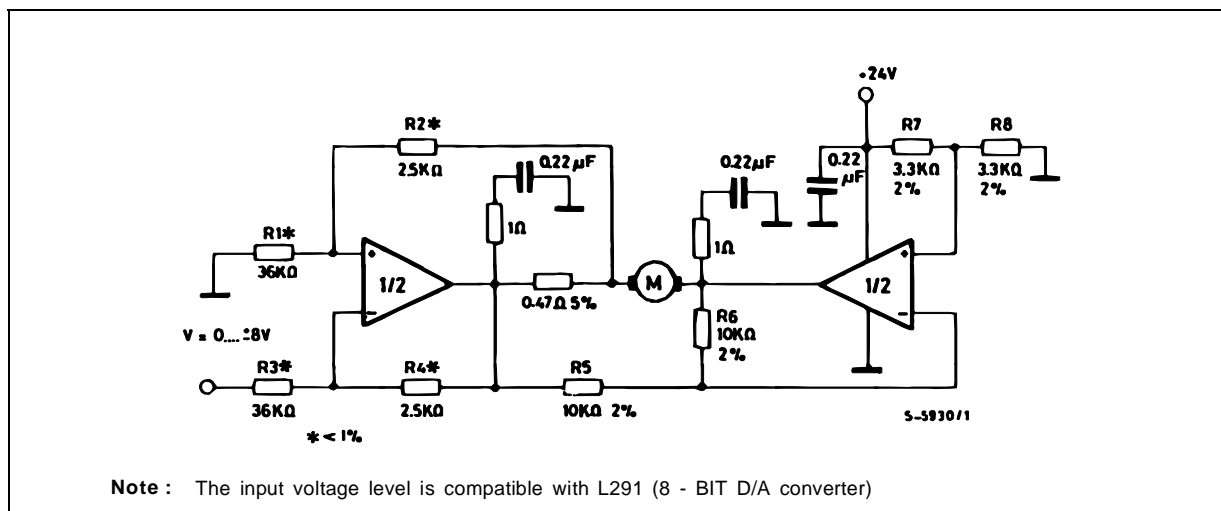 +24V
R2*
2.5KΩ
0.22µF
0.22µF
0.22
µF
R7
3.3KΩ
2%
R8
3.3KΩ
2%
1Ω
1Ω
R1*
36KΩ
+
1/2
-
0.47Ω 5%
M
+
1/2
-
R6
10KΩ
2%
V = 0....±8V
R3*
36KΩ
R4*
2.5KΩ
R5
10KΩ 2%
* < 1%
S-5930/1
Note : The input voltage level is compatible with L291 (8 - BIT D/A converter)